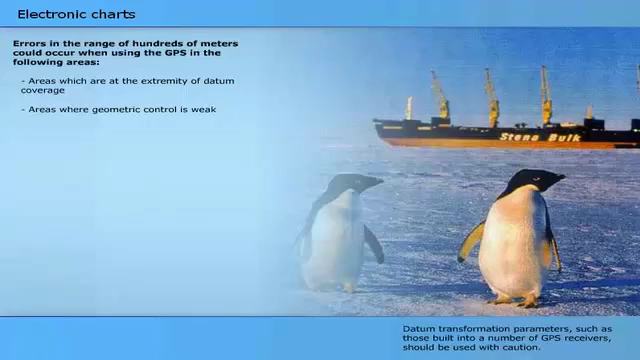 Electronic charts
Errors in the range of hundreds of meters
could occur when using the GPS in the
following areas:
- Areas which are at the extremity of datum
coverage
- Areas where geometric control is weak
Stena Bulk
Datum transformation parameters, such as
those built into a number of GPS receivers,
should be used with caution.